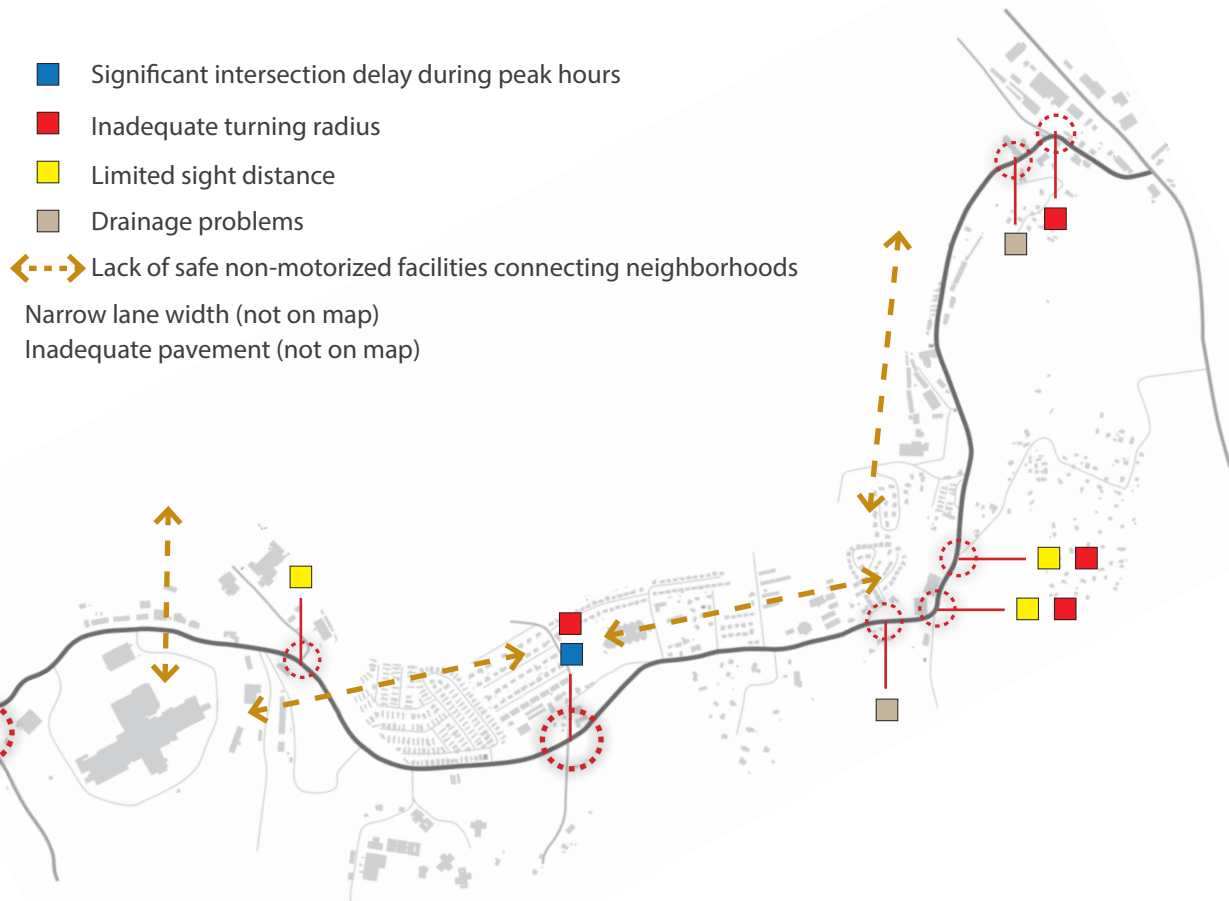 Significant intersection delay during peak hours
Inadequate turning radius
Limited sight distance
Drainage problems
Lack of safe non-motorized facilities connecting neighborhoods
Narrow lane width (not on map)
Inadequate pavement (not on map)